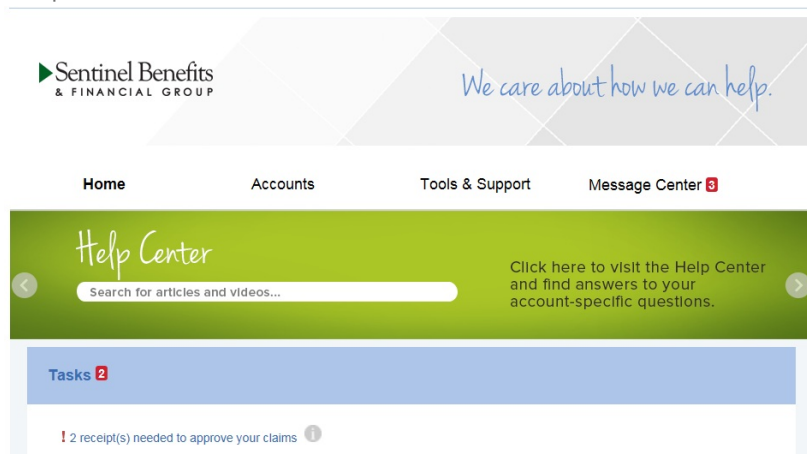 Sentinel Benefits
& FINANCIAL GROUP
We care about how we can help.
Home
Accounts
Tools & Support
Message Center 3
Help Center
Search for articles and videos...
Click here to visit the Help Center
and find answers to your
account-specific questions.
Tasks 2
! 2 receipt(s) needed to approve your claims i